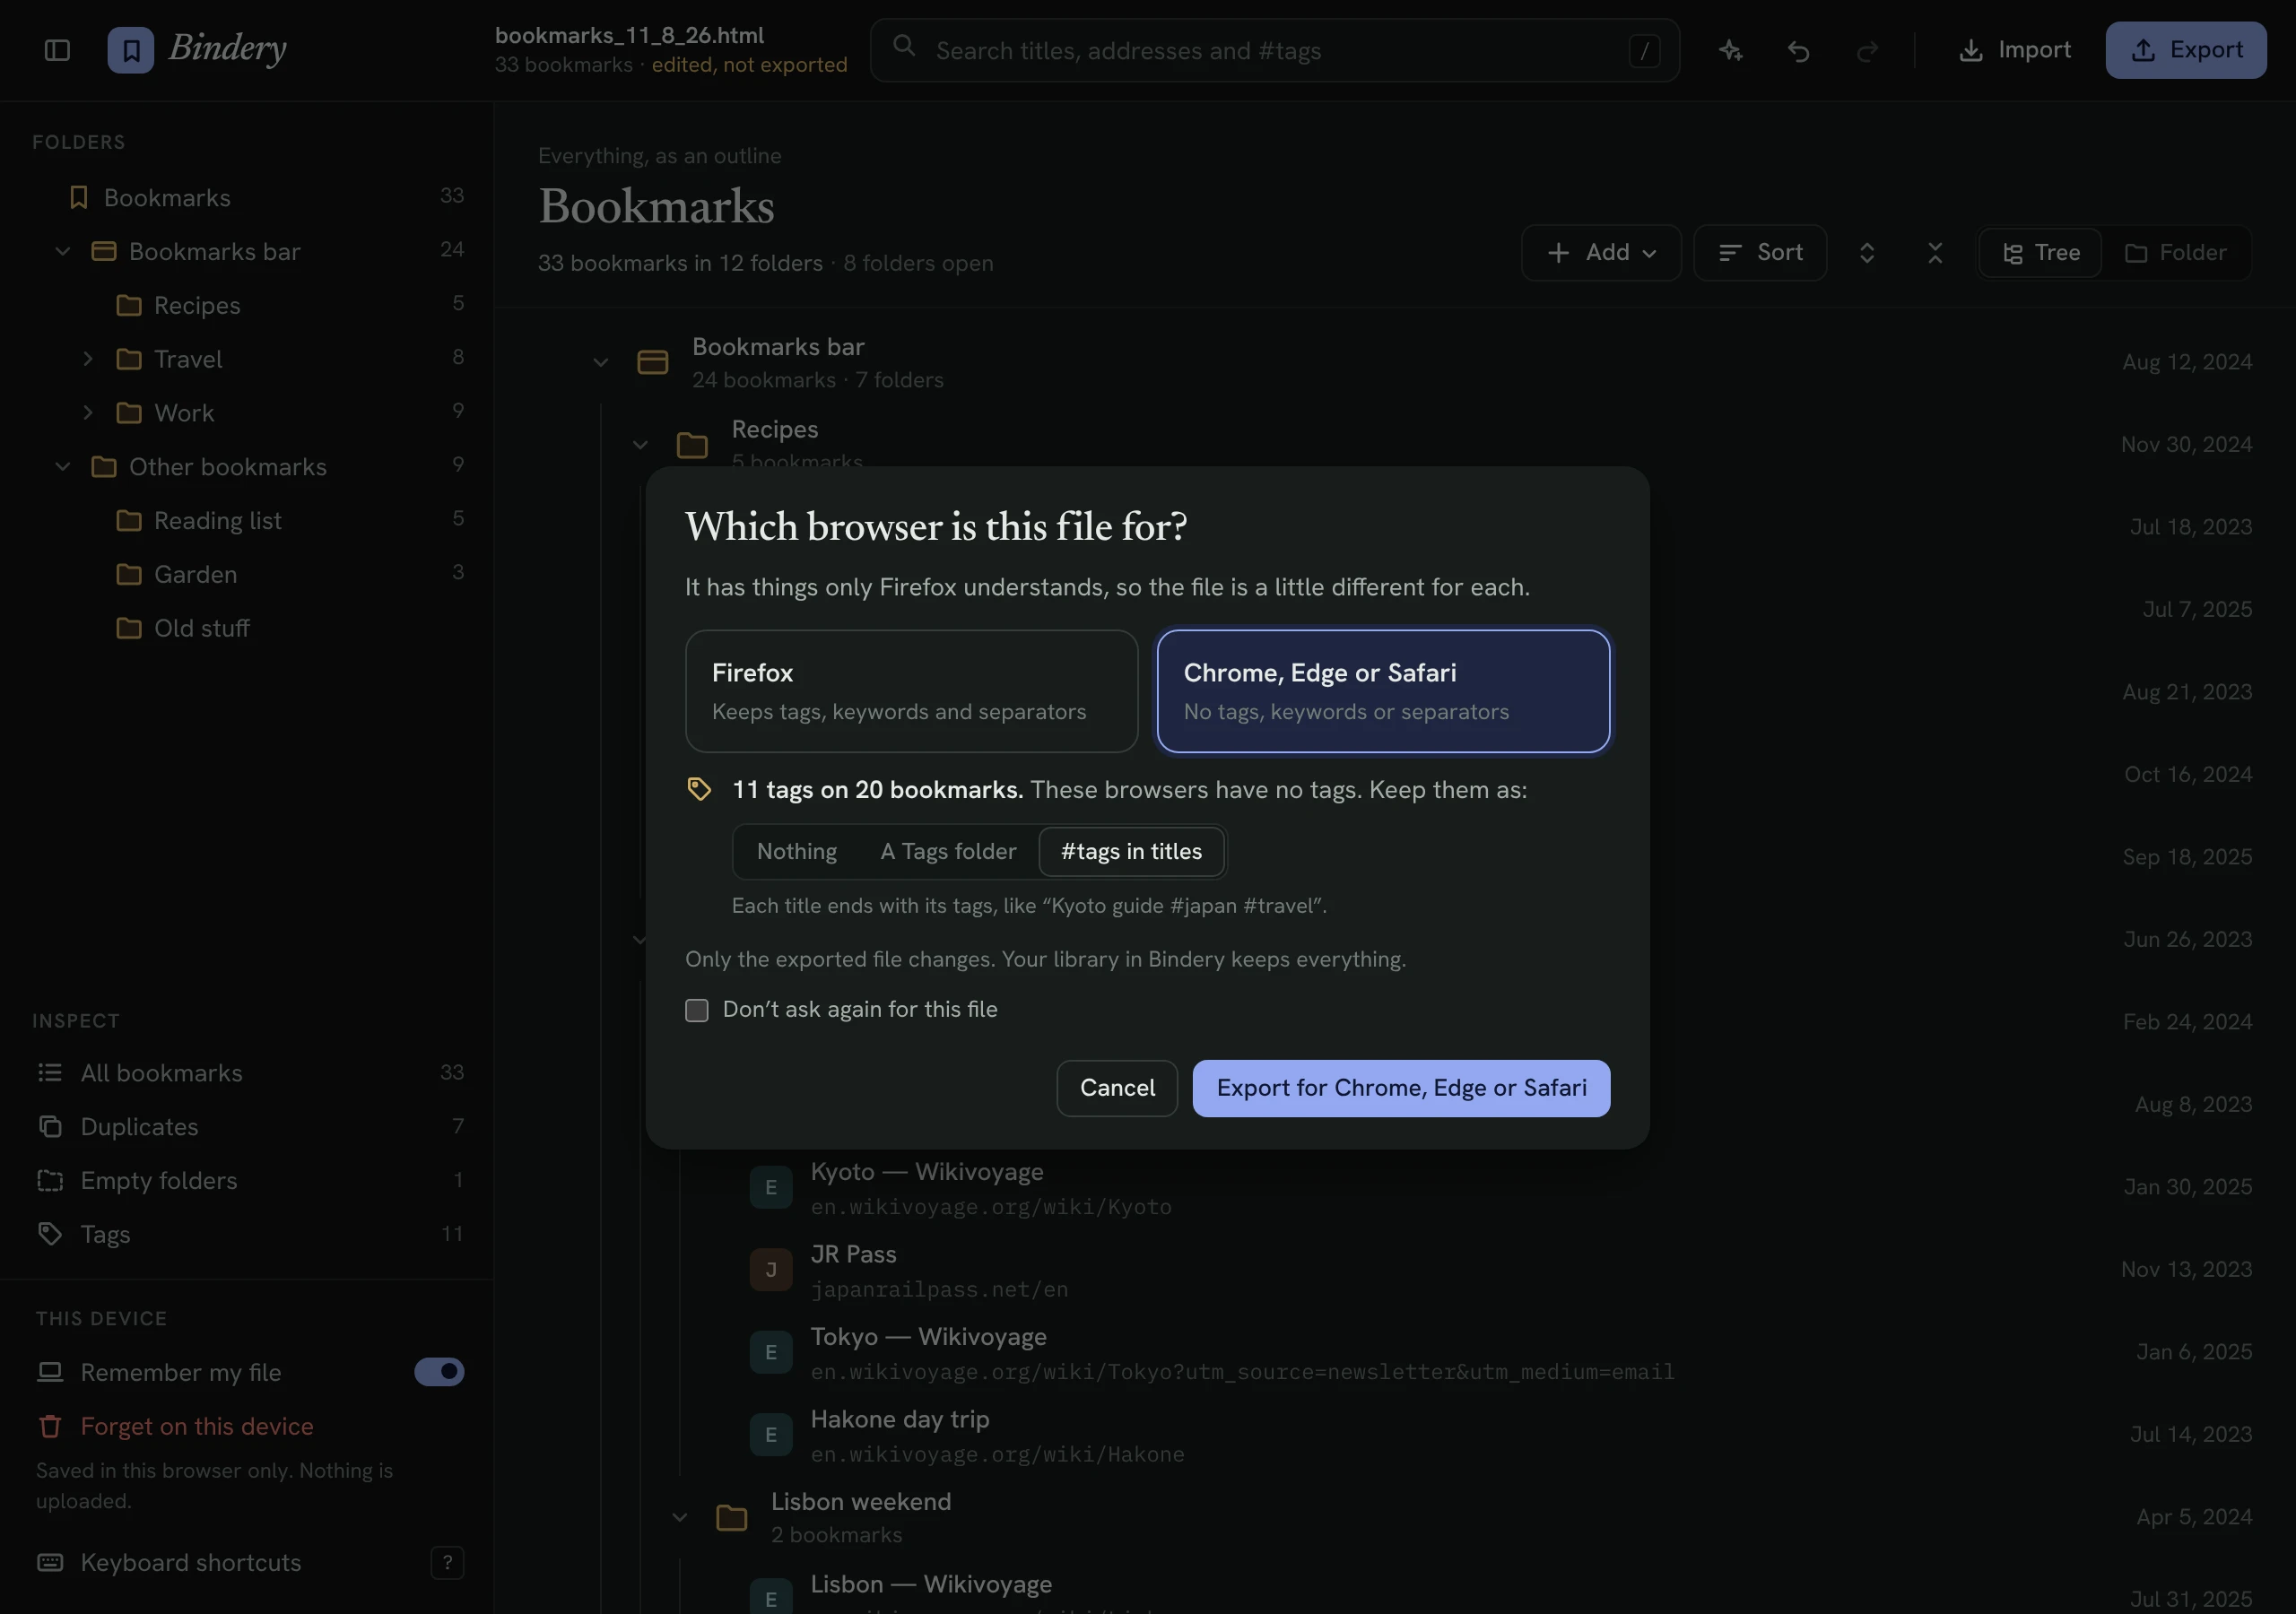 Bindery
bookmarks_11_8_26.html
33 bookmarks · edited, not exported
Search titles, addresses and #tags
/
Import
Export
FOLDERS
Bookmarks 33
Bookmarks bar 24
Recipes 5
Travel 8
Work 9
Other bookmarks 9
Reading list 5
Garden 3
Old stuff
INSPECT
All bookmarks 33
Duplicates 7
Empty folders 1
Tags 11
THIS DEVICE
Remember my file
Forget on this device
Saved in this browser only. Nothing is
uploaded.
Keyboard shortcuts ?
Everything, as an outline
Bookmarks
33 bookmarks in 12 folders · 8 folders open
Add
Sort
Tree
Folder
Bookmarks bar
24 bookmarks · 7 folders
Aug 12, 2024
Recipes
5 bookmarks
Nov 30, 2024
Jul 18, 2023
Jul 7, 2025
Aug 21, 2023
Oct 16, 2024
Sep 18, 2025
Jun 26, 2023
Feb 24, 2024
Aug 8, 2023
Which browser is this file for?
It has things only Firefox understands, so the file is a little different for each.
Firefox
Keeps tags, keywords and separators
Chrome, Edge or Safari
No tags, keywords or separators
11 tags on 20 bookmarks. These browsers have no tags. Keep them as:
Nothing
A Tags folder
#tags in titles
Each title ends with its tags, like “Kyoto guide #japan #travel”.
Only the exported file changes. Your library in Bindery keeps everything.
Don’t ask again for this file
Cancel
Export for Chrome, Edge or Safari
E
Kyoto — Wikivoyage
en.wikivoyage.org/wiki/Kyoto
Jan 30, 2025
J
JR Pass
japanrailpass.net/en
Nov 13, 2023
E
Tokyo — Wikivoyage
en.wikivoyage.org/wiki/Tokyo?utm_source=newsletter&utm_medium=email
Jan 6, 2025
E
Hakone day trip
en.wikivoyage.org/wiki/Hakone
Jul 14, 2023
Lisbon weekend
2 bookmarks
Apr 5, 2024
E
Lisbon — Wikivoyage
Jul 31, 2025